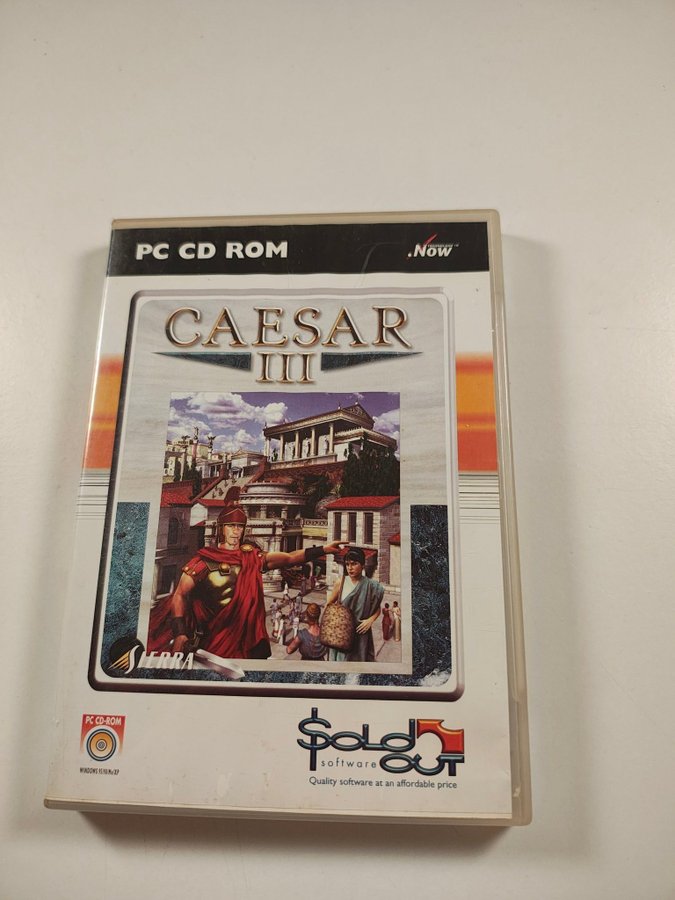 PC CD ROM
.Now
CAESAR
III
SIERRA
PC CD-ROM
WINDOWS 95/98/Me/XP
Sold
software OUT
Quality software at an affordable price